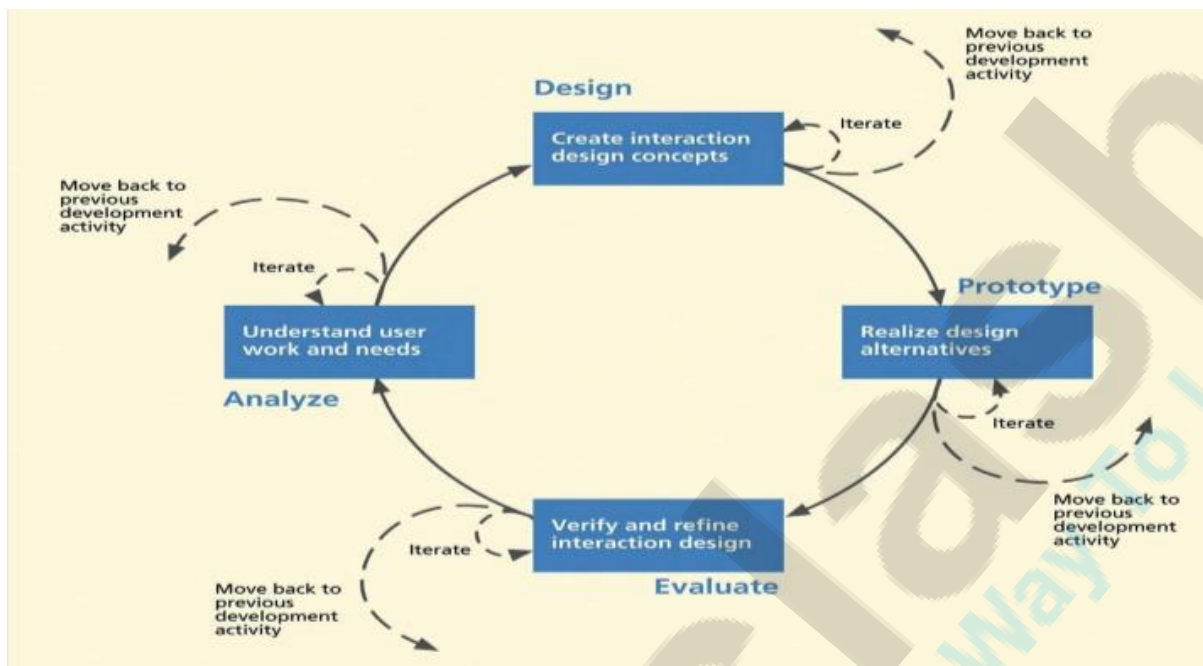 Move back to
previous
development
activity
Design
Create interaction
design concepts
Iterate
Move back to
previous
development
activity
Iterate
Prototype
Understand user
work and needs
Realize design
alternatives
Analyze
Iterate
Verify and refine
interaction design
Iterate
Move back to
previous
development
activity
Evaluate
Move back to
previous
development
activity
Way To